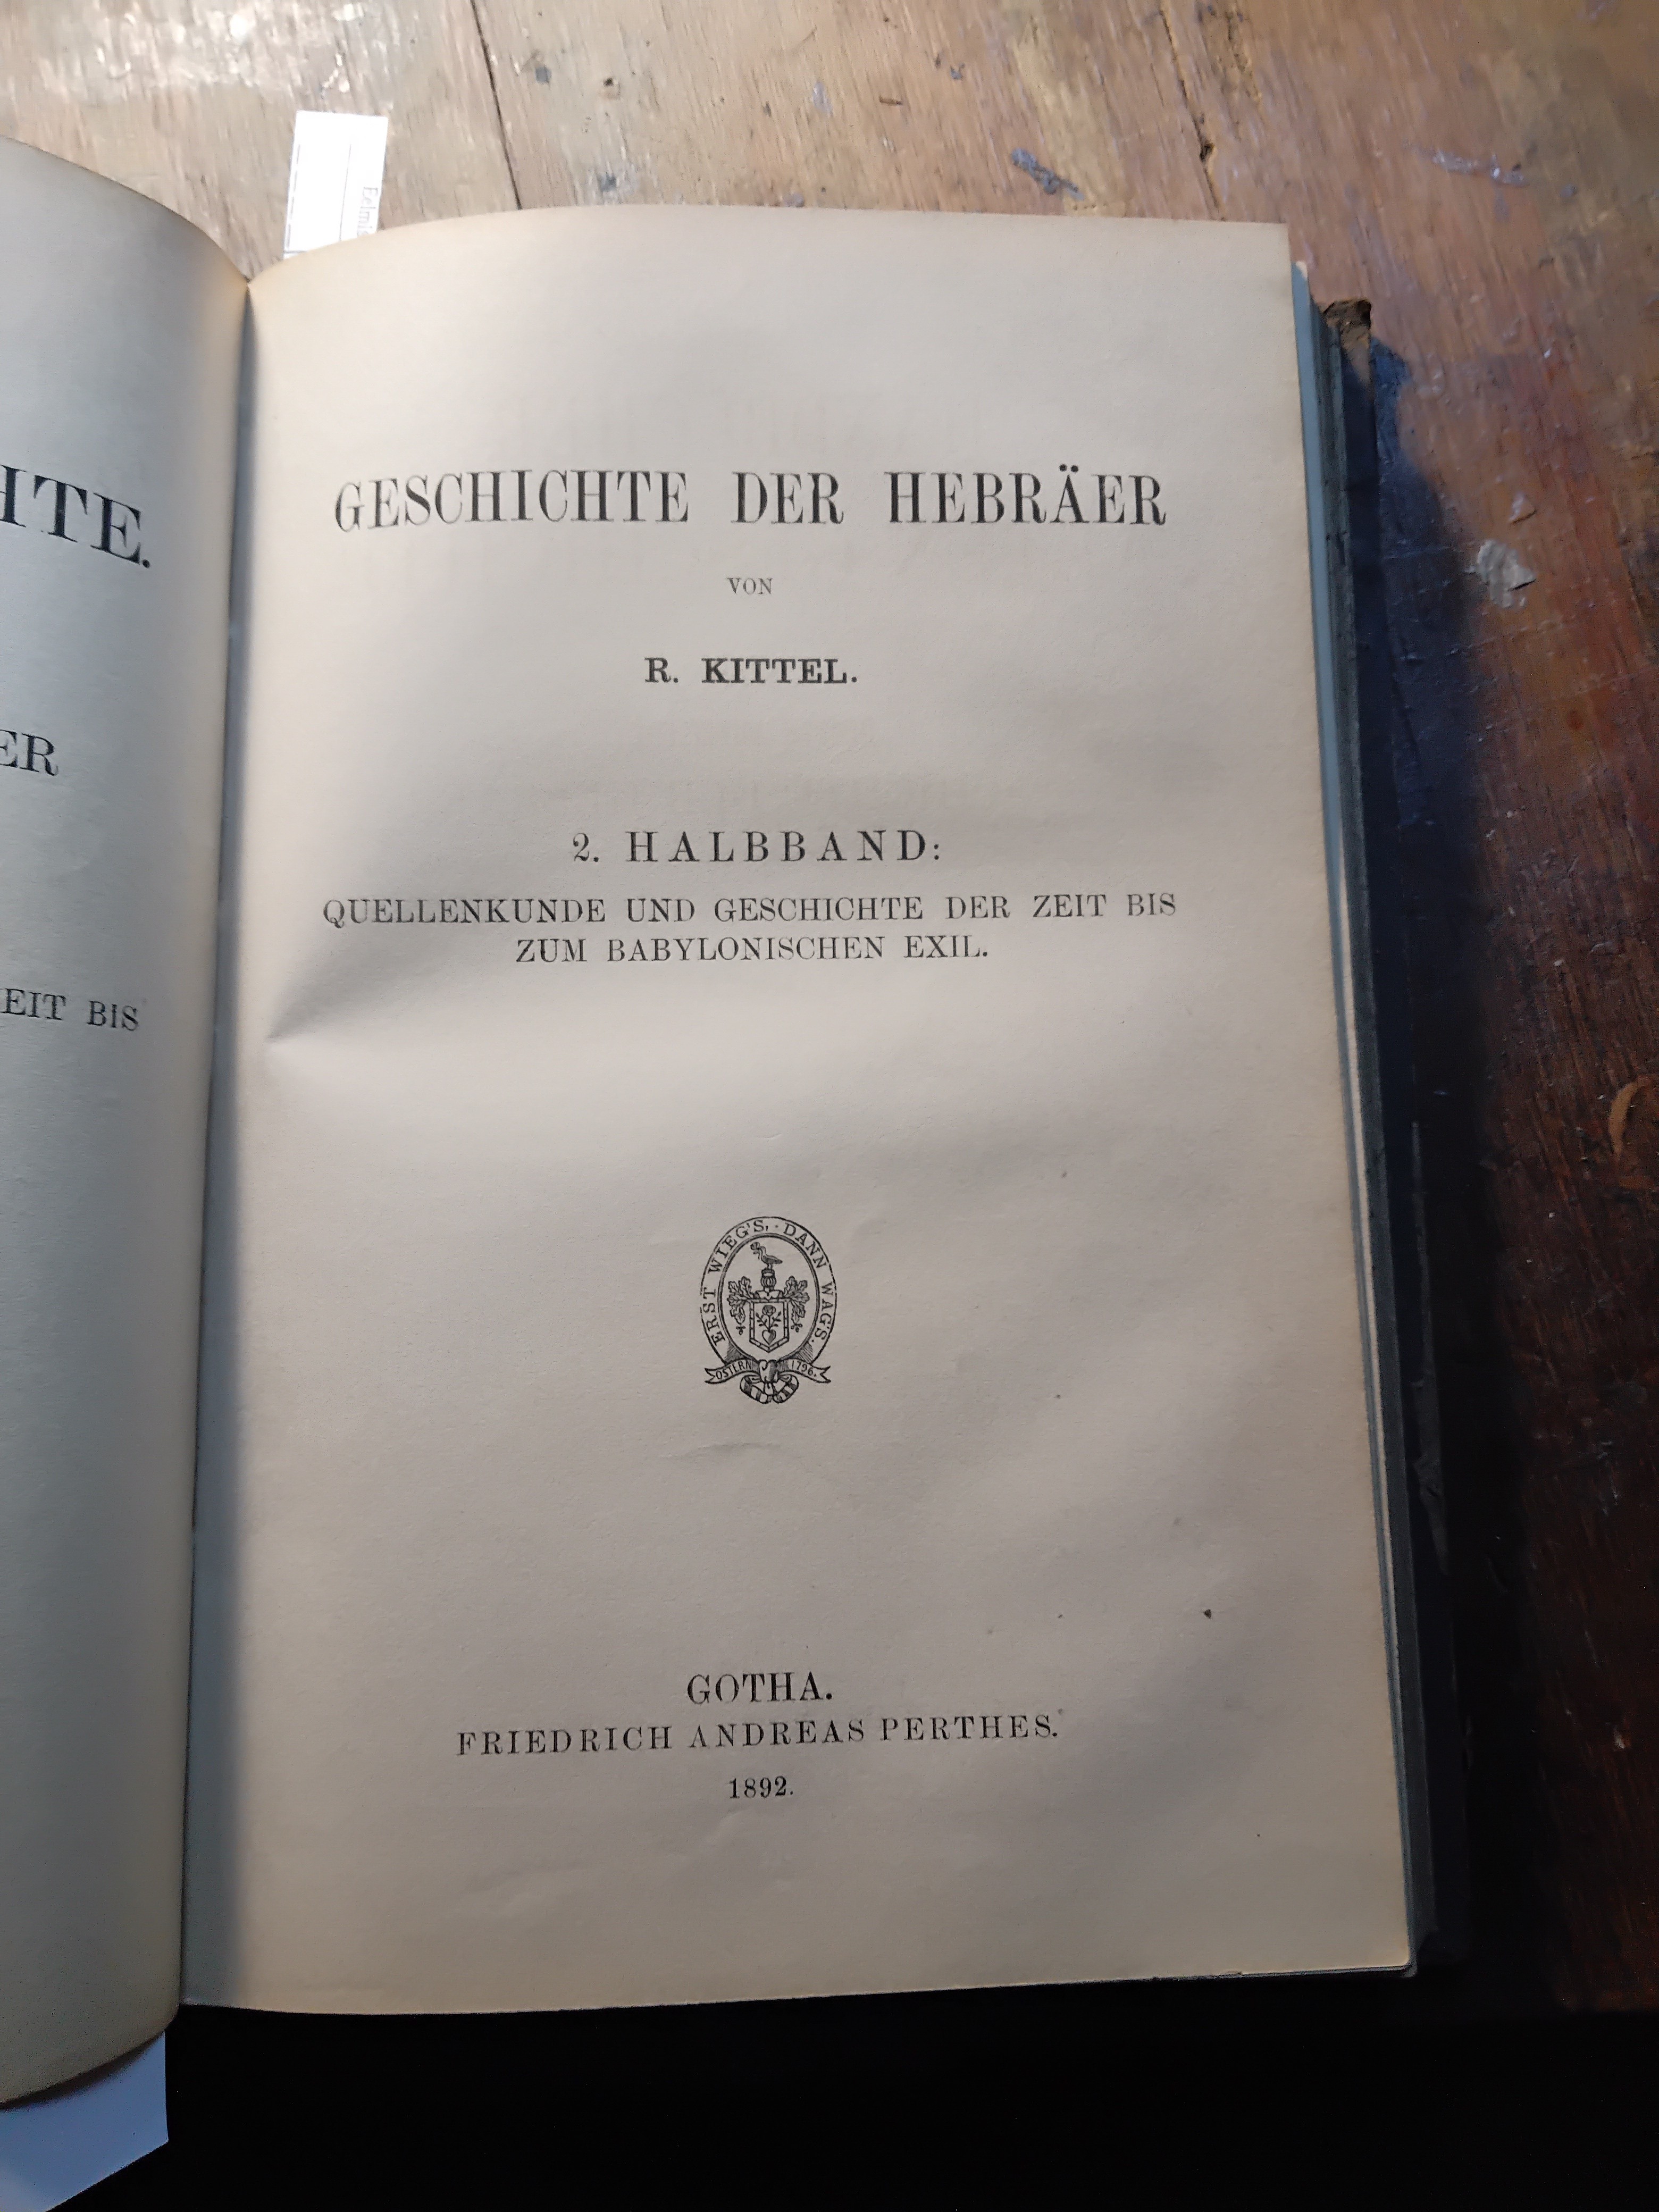 HTE.
ER
EIT BIS
GESCHICHTE DER HEBRÄER
VON
R. KITTEL.
2. HALBBAND:
QUELLENKUNDE UND GESCHICHTE DER ZEIT BIS
ZUM BABYLONISCHEN EXIL.
ERST WIEG'S, · DANN WAG'S.
OSTERN 1796.
GOTHA.
FRIEDRICH ANDREAS PERTHES.
1892.